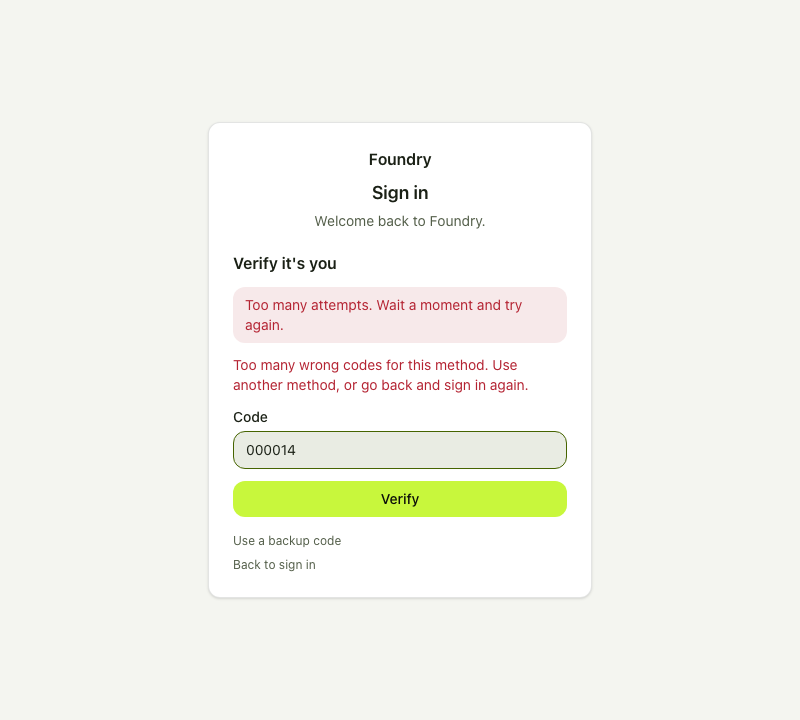 Foundry
Sign in
Welcome back to Foundry.
Verify it's you
Too many attempts. Wait a moment and try
again.
Too many wrong codes for this method. Use
another method, or go back and sign in again.
Code
000014
Verify
Use a backup code
Back to sign in